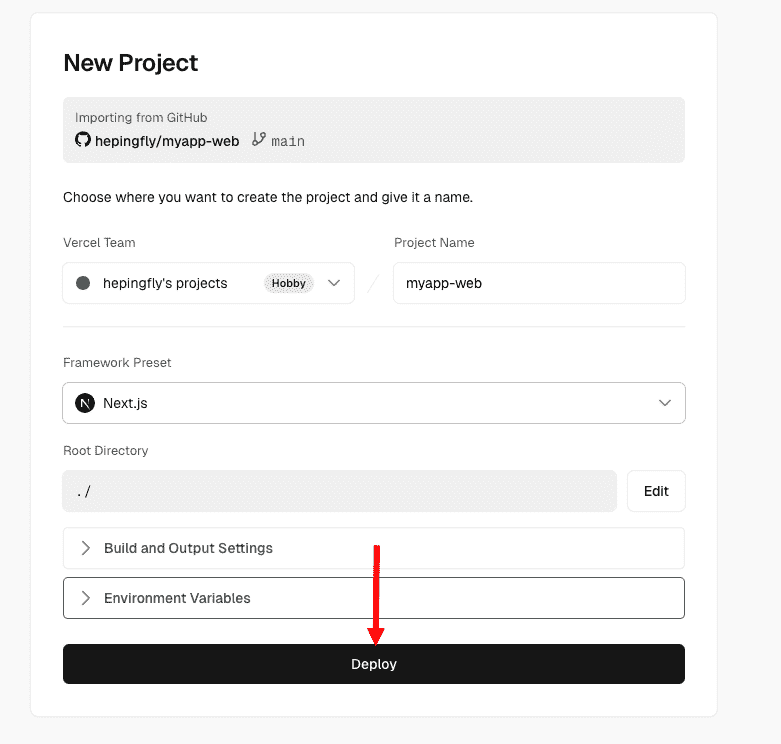 New Project
Importing from GitHub
hepingfly/myapp-web main
Choose where you want to create the project and give it a name.
Vercel Team
Project Name
hepingfly's projects Hobby
myapp-web
Framework Preset
N Next.js
Root Directory
./
Edit
Build and Output Settings
Environment Variables
Deploy